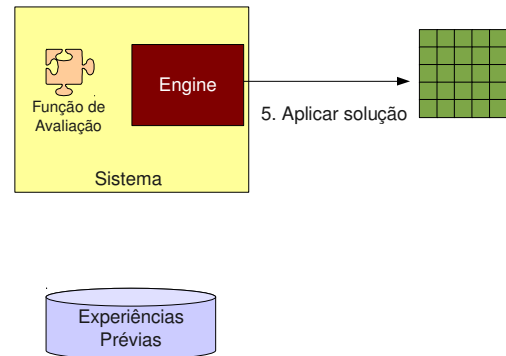 Engine
Função de
Avaliação
5. Aplicar solução
Sistema
Experiências
Prévias